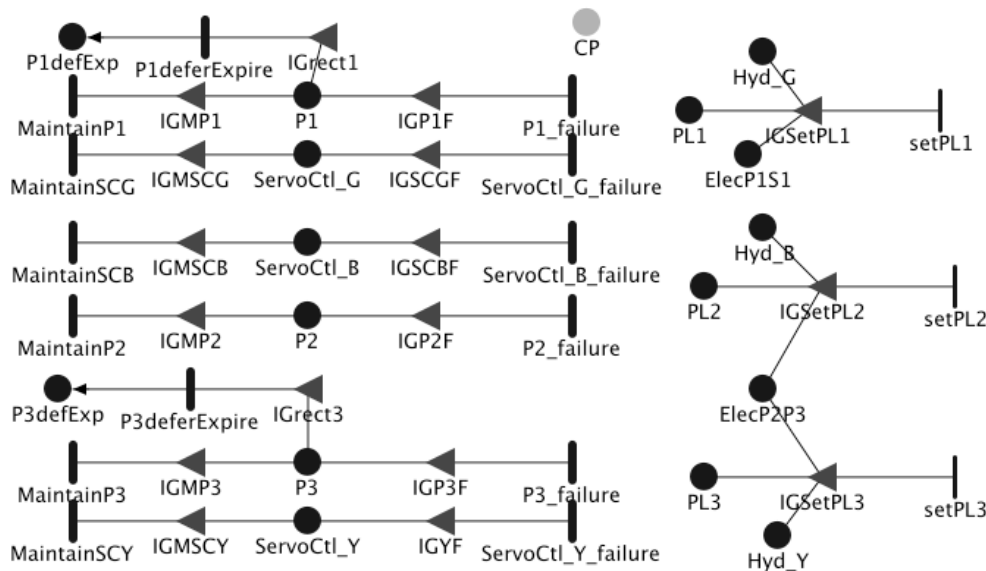 P1defExp
P1deferExpire
IGrect1
MaintainP1
IGMP1
P1
IGP1F
P1_failure
MaintainSCG
IGMSCG
ServoCtl_G
IGSCGF
ServoCtl_G_failure
MaintainSCB
IGMSCB
ServoCtl_B
IGSCBF
ServoCtl_B_failure
MaintainP2
IGMP2
P2
IGP2F
P2_failure
P3defExp
P3deferExpire
IGrect3
MaintainP3
IGMP3
P3
IGP3F
P3_failure
MaintainSCY
IGMSCY
ServoCtl_Y
IGYF
ServoCtl_Y_failure
CP
Hyd_G
PL1
IGSetPL1
setPL1
ElecP1S1
Hyd_B
PL2
IGSetPL2
setPL2
ElecP2P3
PL3
IGSetPL3
setPL3
Hyd_Y